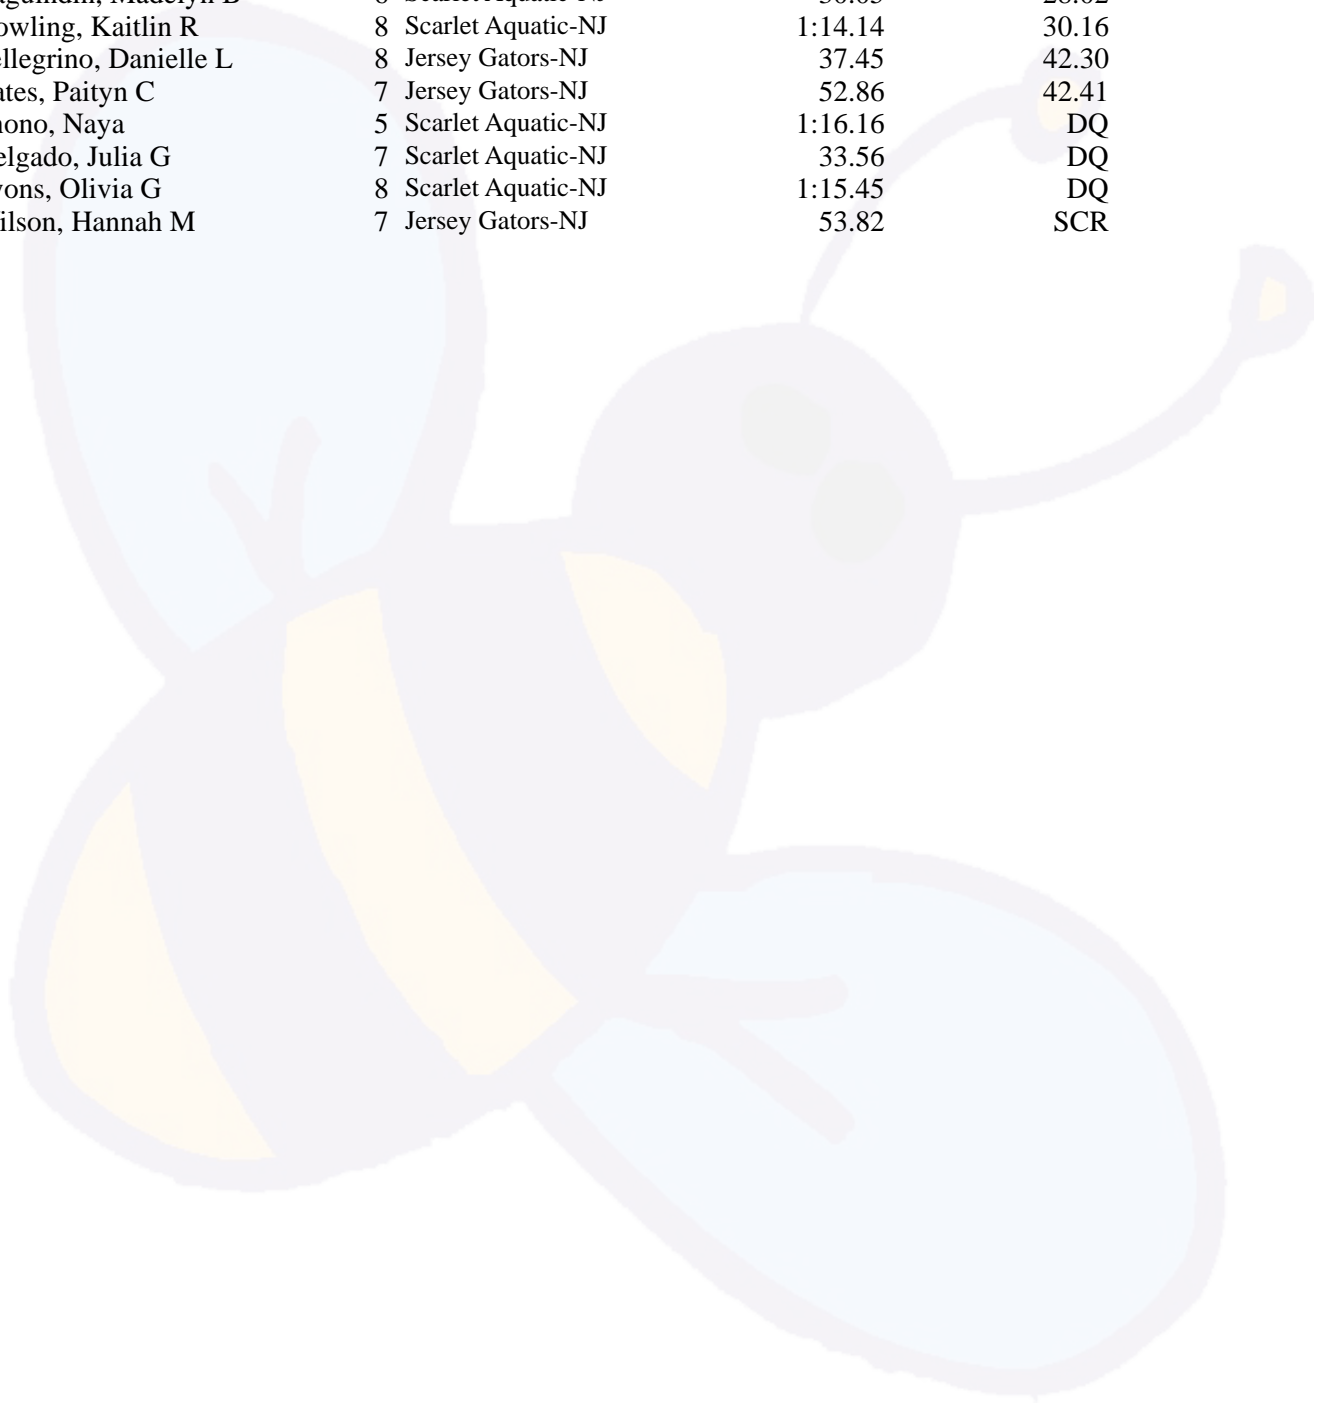 owling, Kaitlin R 8 Scarlet Aquatic-NJ 1:14.14 30.16
ellegrino, Danielle L 8 Jersey Gators-NJ 37.45 42.30
ates, Paityn C 7 Jersey Gators-NJ 52.86 42.41
ono, Naya 5 Scarlet Aquatic-NJ 1:16.16 DQ
elgado, Julia G 7 Scarlet Aquatic-NJ 33.56 DQ
ons, Olivia G 8 Scarlet Aquatic-NJ 1:15.45 DQ
ilson, Hannah M 7 Jersey Gators-NJ 53.82 SCR